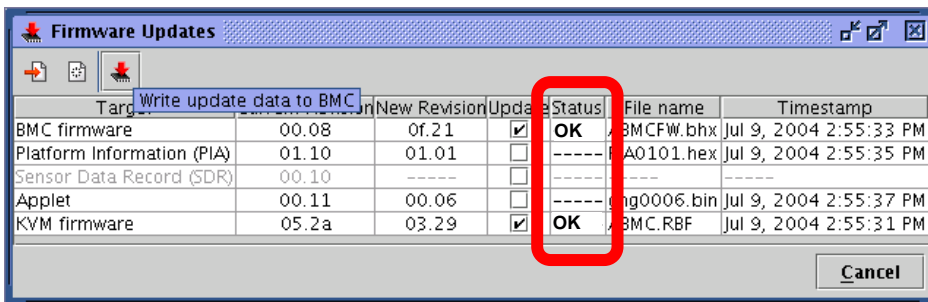 Firmware Updates
Write update data to BMC
New Revision Update Status File name Timestamp
BMC firmware 00.08 0f.21 OK ABMCFW.bhx Jul 9, 2004 2:55:33 PM
Platform Information (PIA) 01.10 01.01 ----- PIA0101.hex Jul 9, 2004 2:55:35 PM
Sensor Data Record (SDR) 00.10 ----- ----- ----- -----
Applet 00.11 00.06 ----- Jul 9, 2004 2:55:37 PM
KVM firmware 05.2a 03.29 OK ABMC.RBF Jul 9, 2004 2:55:31 PM
Cancel